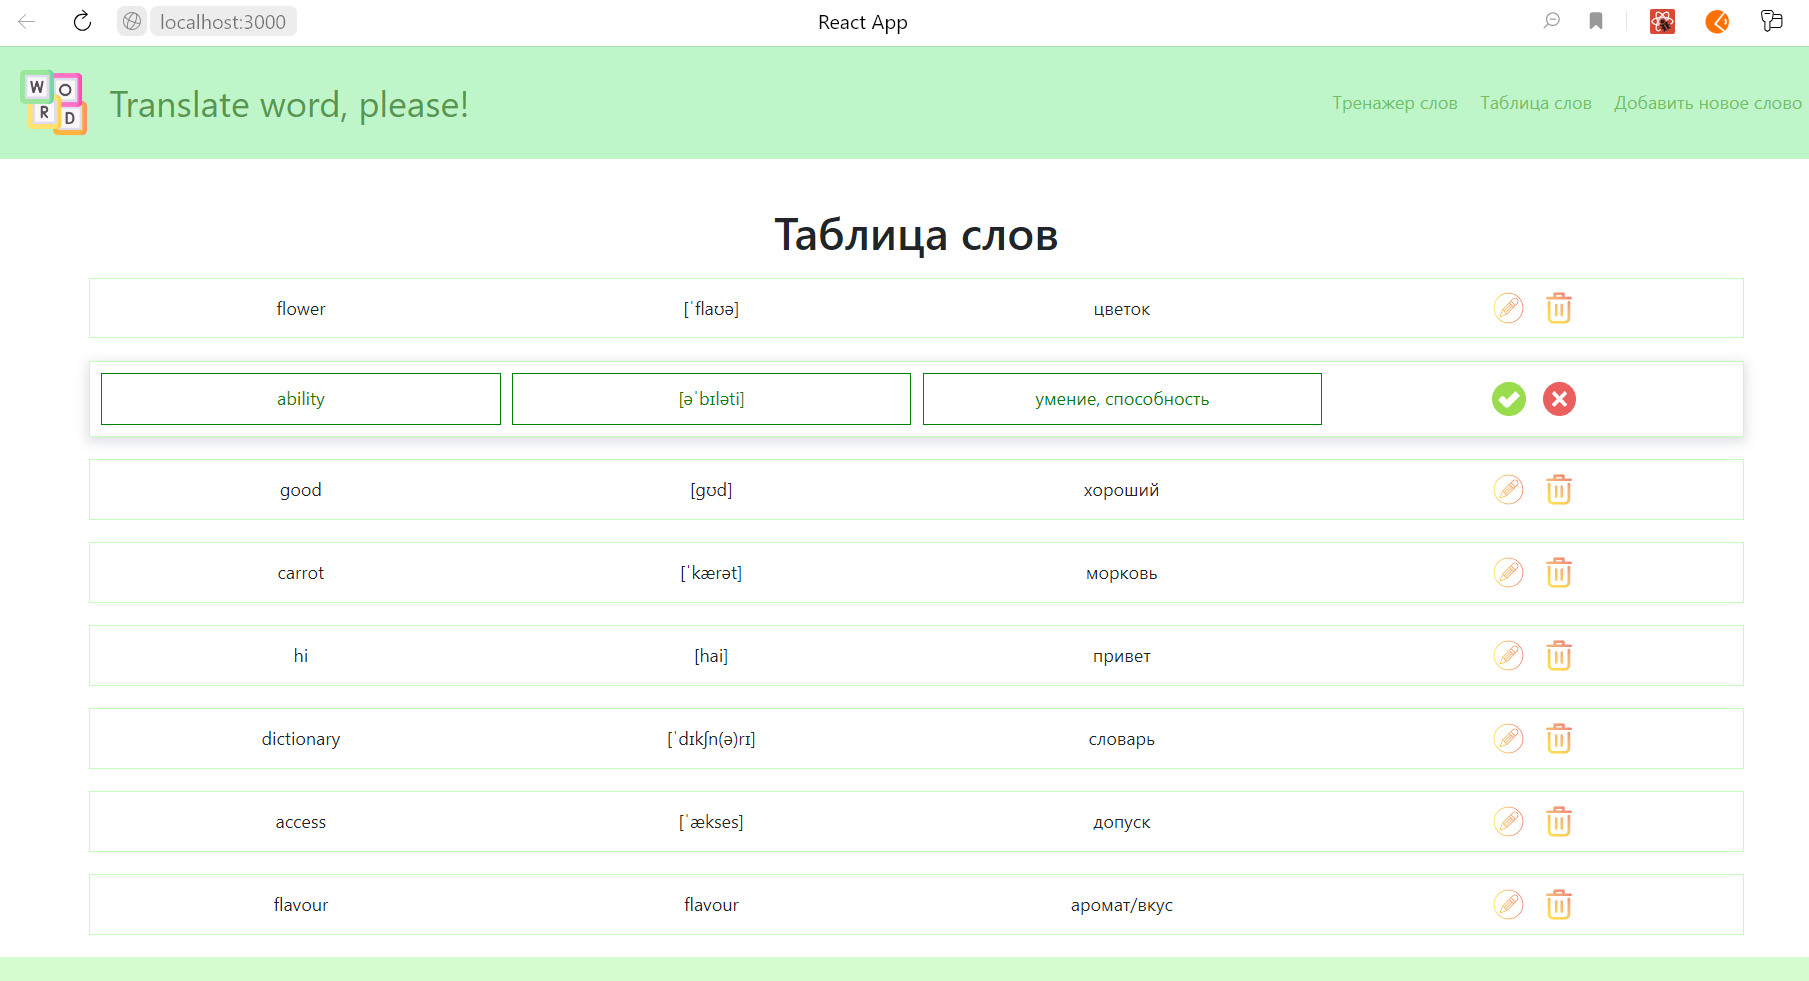 localhost:3000 React App
W O R D Translate word, please! Тренажер слов Таблица слов Добавить новое слово
Таблица слов
flower [ˈflaʊə] цветок
ability [əˈbɪləti] умение, способность
good [gʊd] хороший
carrot [ˈkærət] морковь
hi [hai] привет
dictionary [ˈdɪkʃn(ə)rɪ] словарь
access [ˈækses] допуск
flavour flavour аромат/вкус